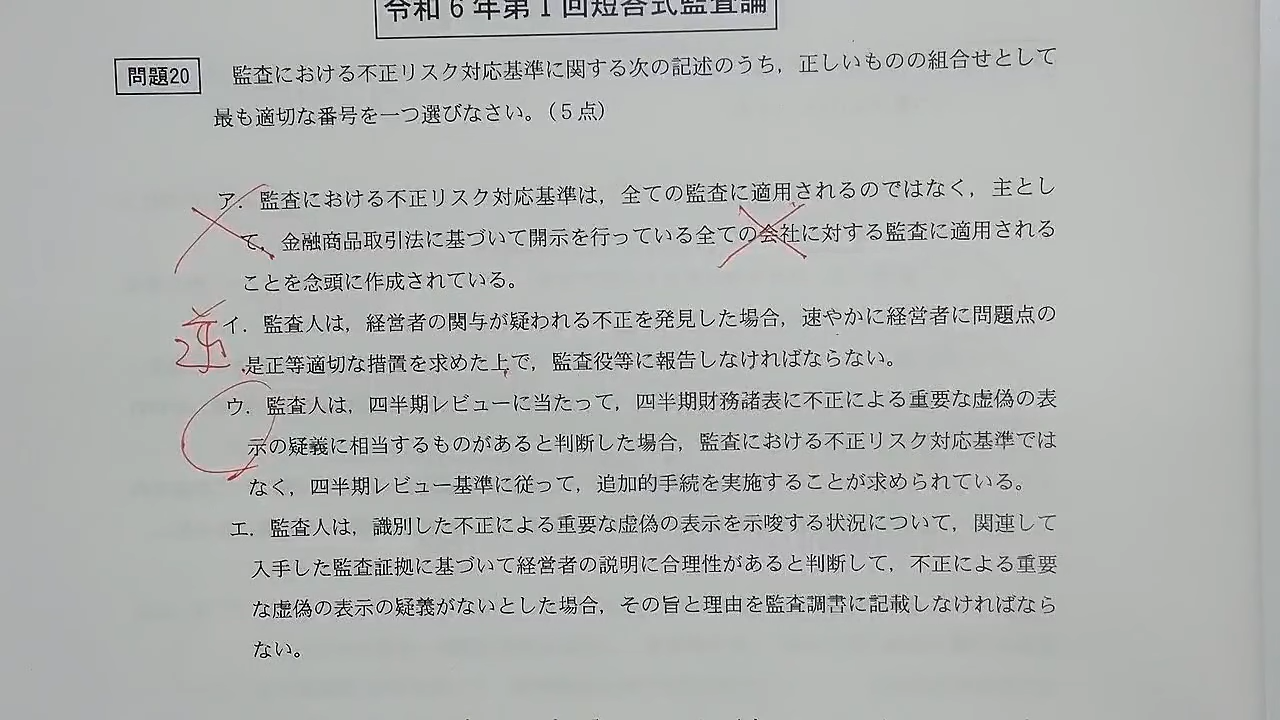 令和6年第1回短答式監査論
問題20 監査における不正リスク対応基準に関する次の記述のうち，正しいものの組合せとして
最も適切な番号を一つ選びなさい。（5点）
ア．監査における不正リスク対応基準は，全ての監査に適用されるのではなく，主とし
て，金融商品取引法に基づいて開示を行っている全ての会社に対する監査に適用される
ことを念頭に作成されている。
イ．監査人は，経営者の関与が疑われる不正を発見した場合，速やかに経営者に問題点の
逆
是正等適切な措置を求めた上で，監査役等に報告しなければならない。
ウ．監査人は，四半期レビューに当たって，四半期財務諸表に不正による重要な虚偽の表
示の疑義に相当するものがあると判断した場合，監査における不正リスク対応基準では
なく，四半期レビュー基準に従って，追加的手続を実施することが求められている。
エ．監査人は，識別した不正による重要な虚偽の表示を示唆する状況について，関連して
入手した監査証拠に基づいて経営者の説明に合理性があると判断して，不正による重要
な虚偽の表示の疑義がないとした場合，その旨と理由を監査調書に記載しなければなら
ない。